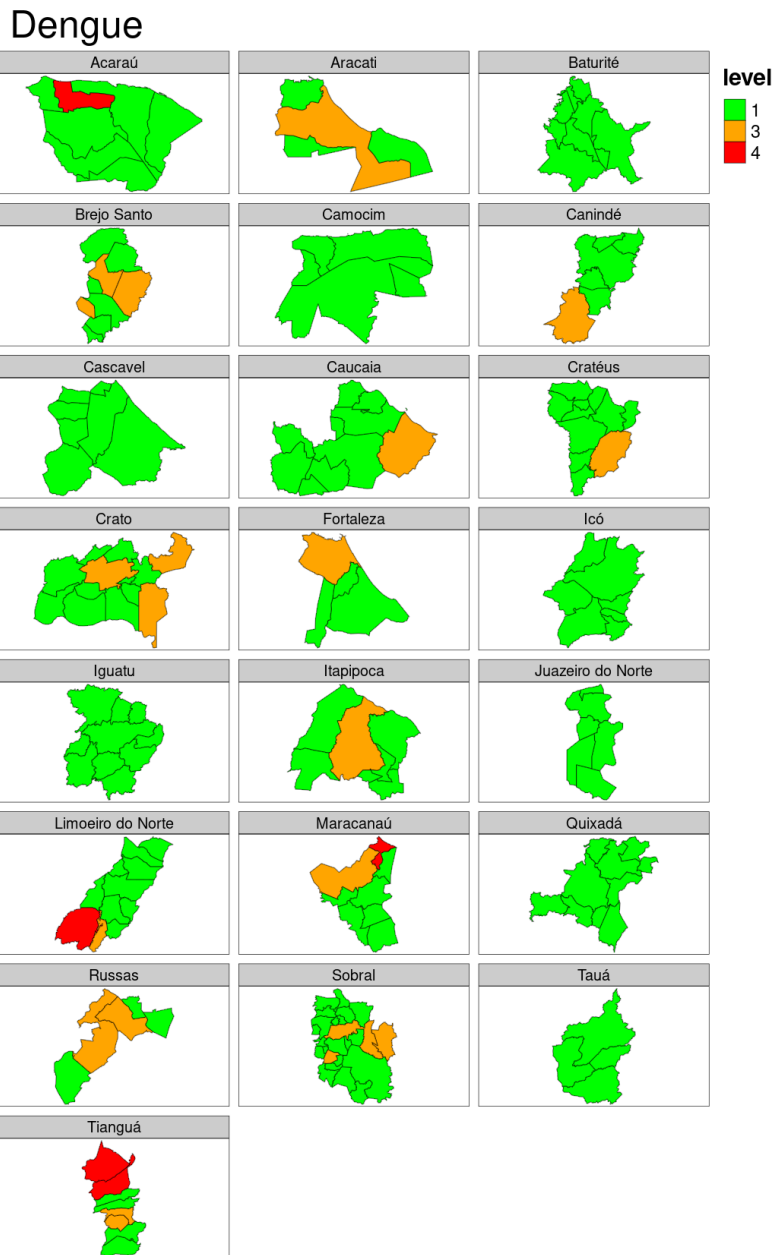 Dengue
Acaraú
Aracati
Baturité
level
1
3
4
Brejo Santo
Camocim
Canindé
Cascavel
Caucaia
Cratéus
Crato
Fortaleza
Icó
Iguatu
Itapipoca
Juazeiro do Norte
Limoeiro do Norte
Maracanaú
Quixadá
Russas
Sobral
Tauá
Tianguá